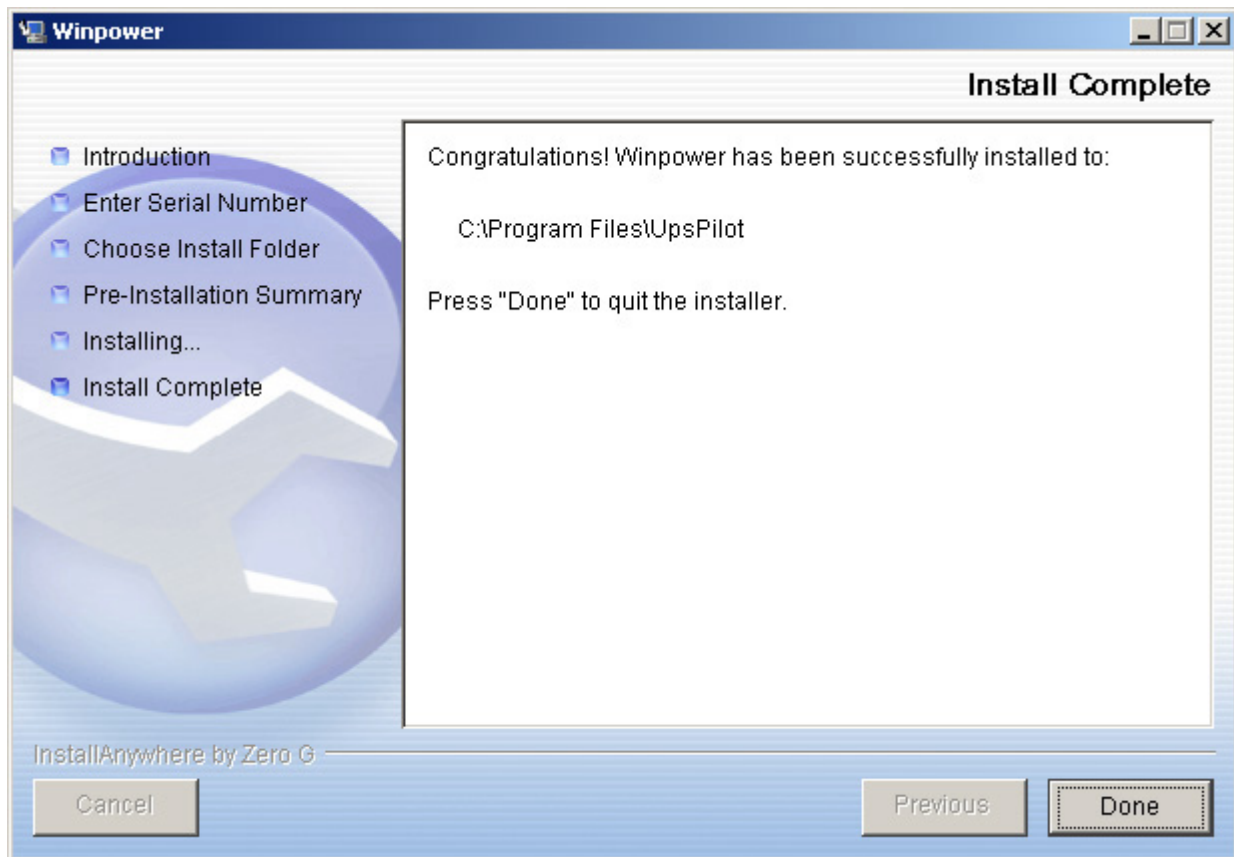 Winpower
Install Complete
Introduction
Enter Serial Number
Choose Install Folder
Pre-Installation Summary
Installing...
Install Complete
Congratulations! Winpower has been successfully installed to:
C:\Program Files\UpsPilot
Press "Done" to quit the installer.
InstallAnywhere by Zero G
Cancel
Previous
Done